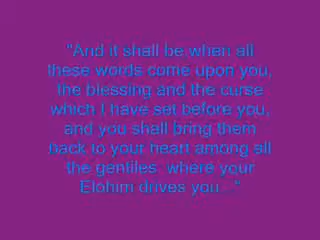 "And it shall be when all
these words come upon you,
the blessing and the curse
which I have set before you,
and you shall bring them
back to your heart among all
the gentiles, where your
Elohim drives you..."